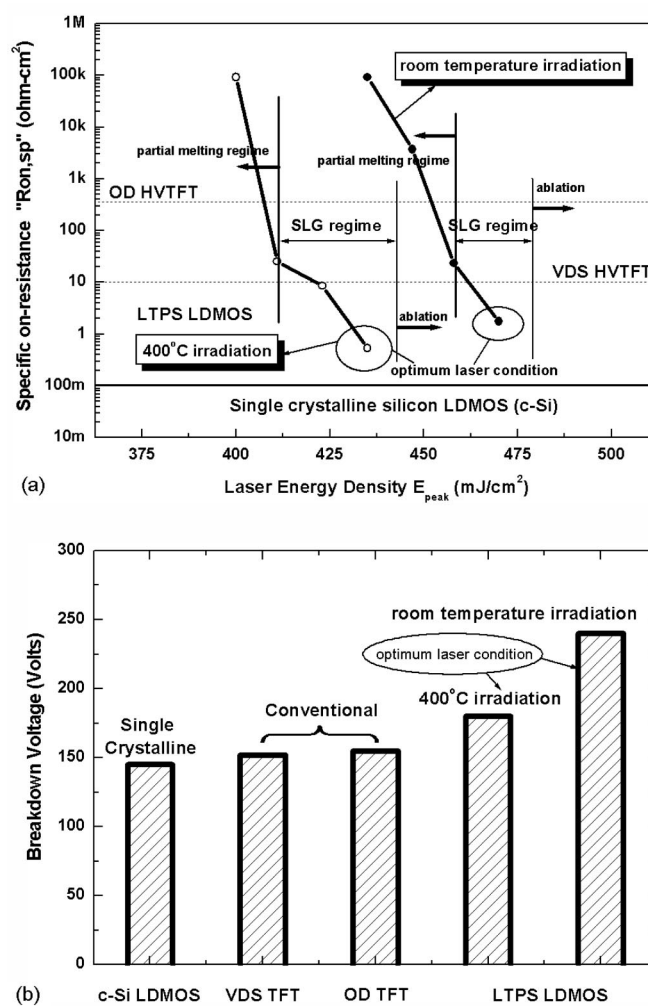 1M
100k
10k
1k
100
10
1
100m
10m
Specific on-resistance "Ron,sp" (ohm-cm²)
room temperature irradiation
partial melting regime
partial melting regime
ablation
OD HVTFT
SLG regime
SLG regime
VDS HVTFT
LTPS LDMOS
ablation
400°C irradiation
optimum laser condition
Single crystalline silicon LDMOS (c-Si)
375 400 425 450 475 500
(a)
Laser Energy Density E_peak (mJ/cm²)
300
250
200
150
100
50
0
Breakdown Voltage (Volts)
room temperature irradiation
optimum laser condition
400°C irradiation
Conventional
Single
Crystalline
(b)
c-Si LDMOS VDS TFT OD TFT LTPS LDMOS